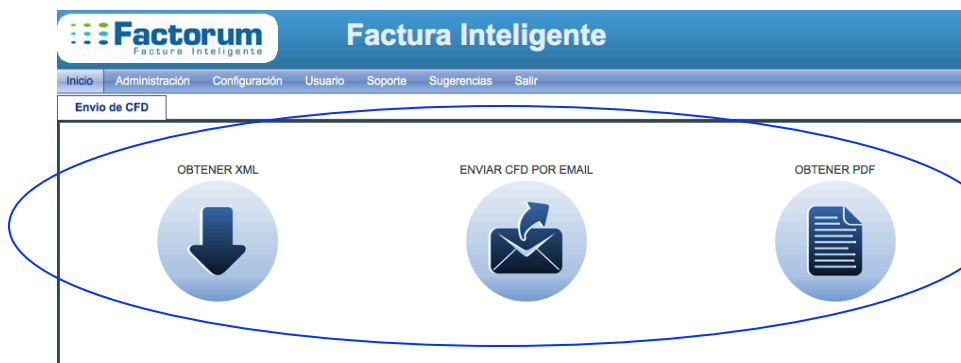 Factorum
Factura Inteligente
Factura Inteligente
Inicio Administración Configuración Usuario Soporte Sugerencias Salir
Envio de CFD
OBTENER XML ENVIAR CFD POR EMAIL OBTENER PDF